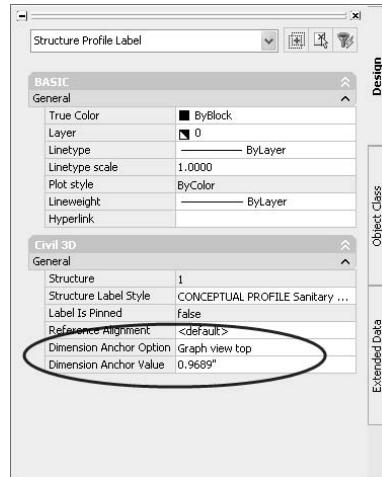 Structure Profile Label
BASIC
General
True Color ByBlock
Layer 0
Linetype ByLayer
Linetype scale 1.0000
Plot style ByColor
Lineweight ByLayer
Hyperlink
Civil 3D
General
Structure 1
Structure Label Style CONCEPTUAL PROFILE Sanitary ...
Label Is Pinned false
Reference Alignment <default>
Dimension Anchor Option Graph view top
Dimension Anchor Value 0.9689"
Design
Object Class
Extended Data